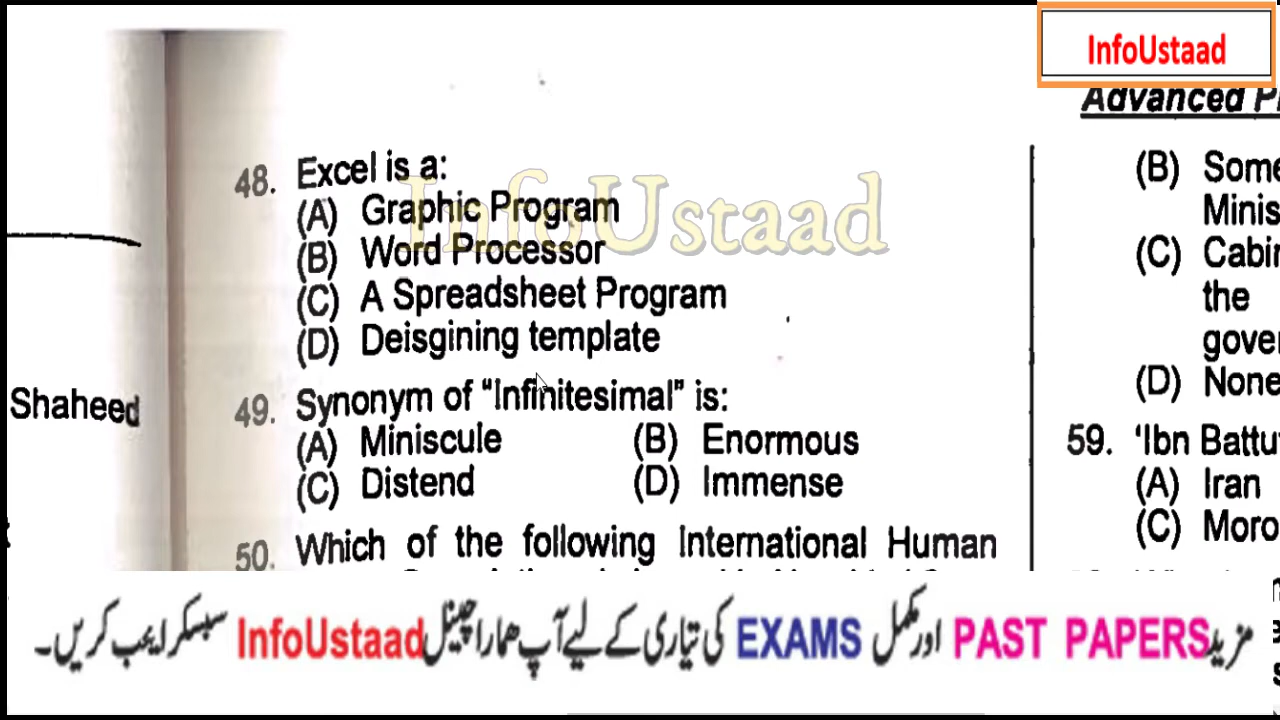 InfoUstaad
Advanced
48. Excel is a:
(A) Graphic Program
(B) Word Processor
(C) A Spreadsheet Program
(D) Deisgining template
InfoUstaad
Shaheed
49. Synonym of "Infinitesimal" is:
(A) Miniscule (B) Enormous
(C) Distend (D) Immense
50. Which of the following International Human
(B) Some
Minis
(C) Cabin
the
gover
(D) None
59. 'Ibn Battu
(A) Iran
(C) Moro
مزید PAST PAPERS اور مکمل EXAMS کی تیاری کے لیے آپ ہمارا چینل InfoUstaad سبسکرائیب کریں۔